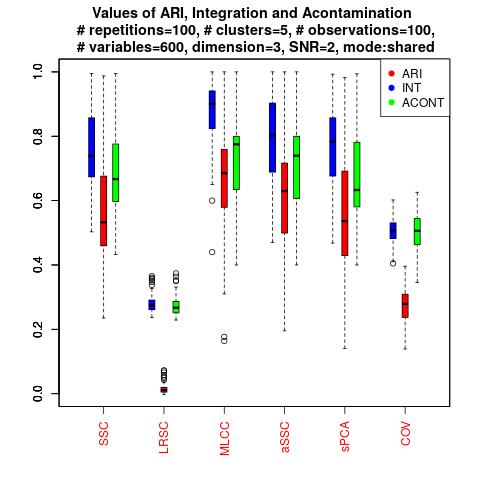 Values of ARI, Integration and Acontamination
# repetitions=100, # clusters=5, # observations=100,
# variables=600, dimension=3, SNR=2, mode:shared
ARI
INT
ACONT
1.0
0.8
0.6
0.4
0.2
0.0
SSC
LRSC
MLCC
aSSC
sPCA
COV